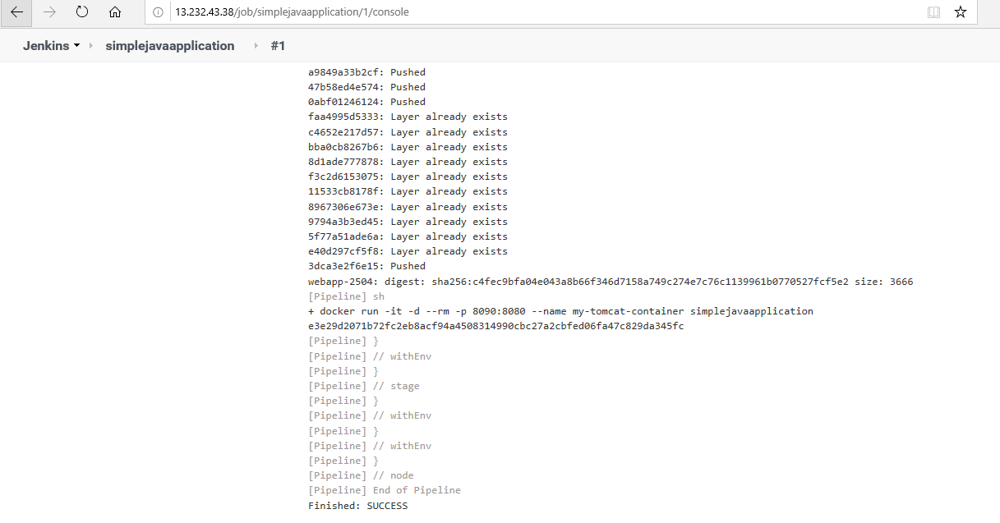 13.232.43.38/job/simplejavaapplication/1/console
Jenkins simplejavaapplication #1
a9849a33b2cf: Pushed
47b58ed4e574: Pushed
0abf01246124: Pushed
faa4995d5333: Layer already exists
c4652e217d57: Layer already exists
bba0cb8267b6: Layer already exists
8d1ade777878: Layer already exists
f3c2d6153075: Layer already exists
11533cb8178f: Layer already exists
8967306e673e: Layer already exists
9794a3b3ed45: Layer already exists
5f77a51ade6a: Layer already exists
e40d297cf5f8: Layer already exists
3dca3e2f6e15: Pushed
webapp-2504: digest: sha256:c4fec9bfa04e043a8b66f346d7158a749c274e7c76c1139961b0770527fcf5e2 size: 3666
[Pipeline] sh
+ docker run -it -d --rm -p 8090:8080 --name my-tomcat-container simplejavaapplication
e3e29d2071b72fc2eb8acf94a4508314990cbc27a2cbfed06fa47c829da345fc
[Pipeline] }
[Pipeline] // withEnv
[Pipeline] }
[Pipeline] // stage
[Pipeline] }
[Pipeline] // withEnv
[Pipeline] }
[Pipeline] // withEnv
[Pipeline] }
[Pipeline] // node
[Pipeline] End of Pipeline
Finished: SUCCESS